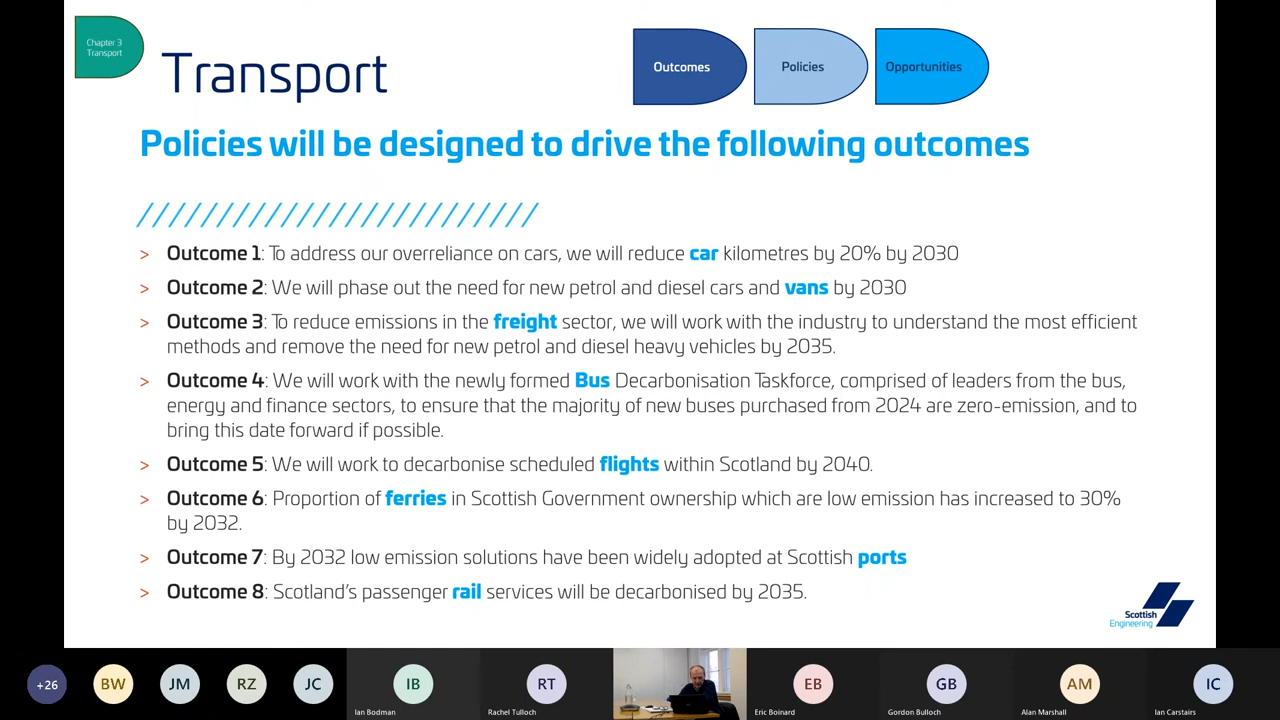 Chapter 3
Transport
Transport
Outcomes
Policies
Opportunities
Policies will be designed to drive the following outcomes
> Outcome 1: To address our overreliance on cars, we will reduce car kilometres by 20% by 2030
> Outcome 2: We will phase out the need for new petrol and diesel cars and vans by 2030
> Outcome 3: To reduce emissions in the freight sector, we will work with the industry to understand the most efficient
methods and remove the need for new petrol and diesel heavy vehicles by 2035.
> Outcome 4: We will work with the newly formed Bus Decarbonisation Taskforce, comprised of leaders from the bus,
energy and finance sectors, to ensure that the majority of new buses purchased from 2024 are zero-emission, and to
bring this date forward if possible.
> Outcome 5: We will work to decarbonise scheduled flights within Scotland by 2040.
> Outcome 6: Proportion of ferries in Scottish Government ownership which are low emission has increased to 30%
by 2032.
> Outcome 7: By 2032 low emission solutions have been widely adopted at Scottish ports
> Outcome 8: Scotland's passenger rail services will be decarbonised by 2035.
Scottish
Engineering
+26
BW
JM
RZ
JC
IB
Ian Bodman
RT
Rachel Tulloch
EB
Eric Boinard
GB
Gordon Bulloch
AM
Alan Marshall
IC
Ian Carstairs